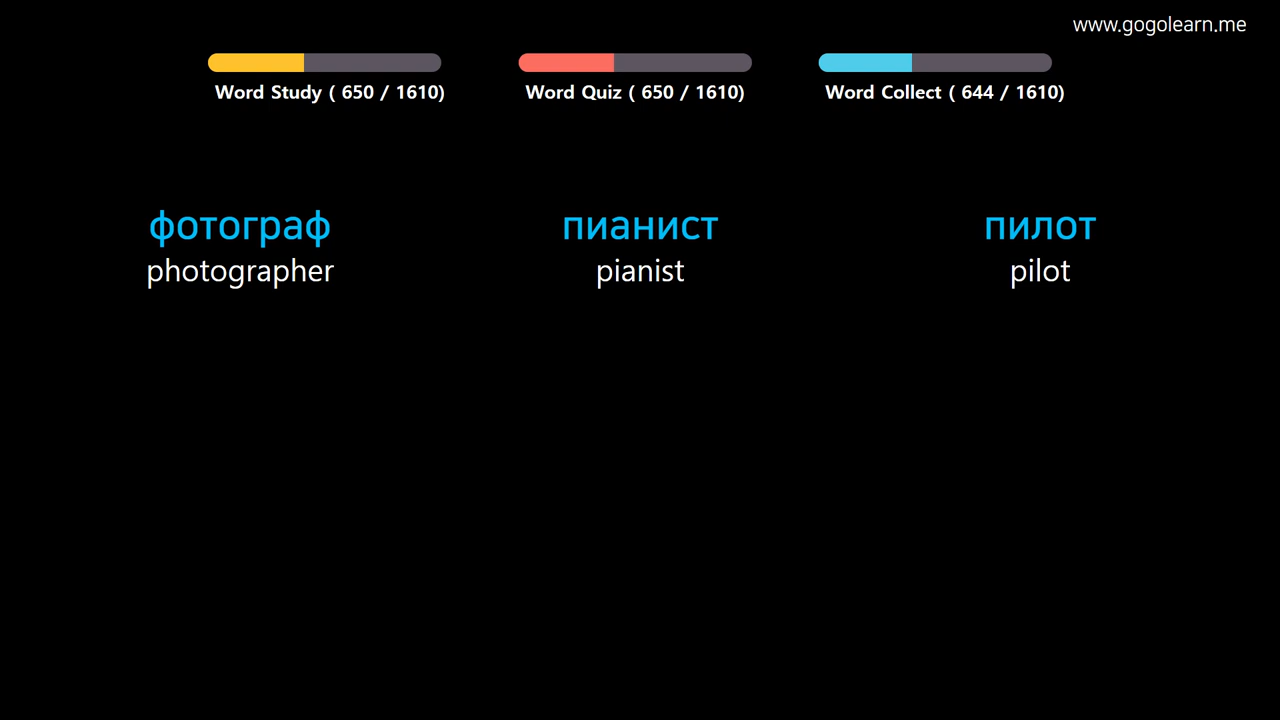 www.gogolearn.me
Word Study ( 650 / 1610)
Word Quiz ( 650 / 1610)
Word Collect ( 644 / 1610)
фотограф
photographer
пианист
pianist
пилот
pilot